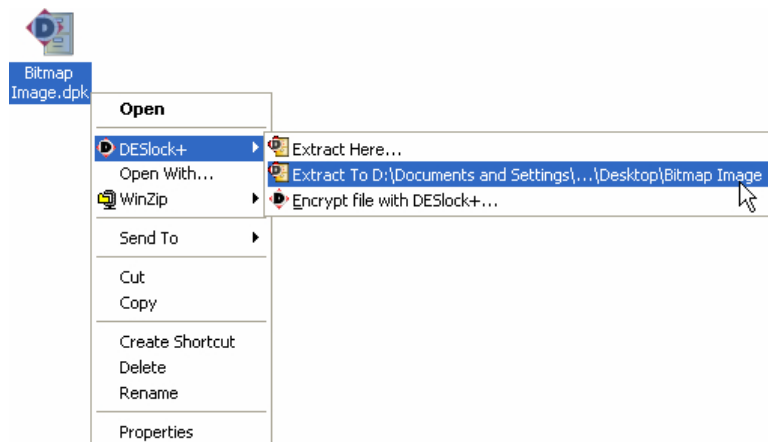 Bitmap
Image.dpk
Open
DESlock+
Extract Here...
Extract To D:\Documents and Settings\...\Desktop\Bitmap Image
Encrypt file with DESlock+...
Open With...
WinZip
Send To
Cut
Copy
Create Shortcut
Delete
Rename
Properties